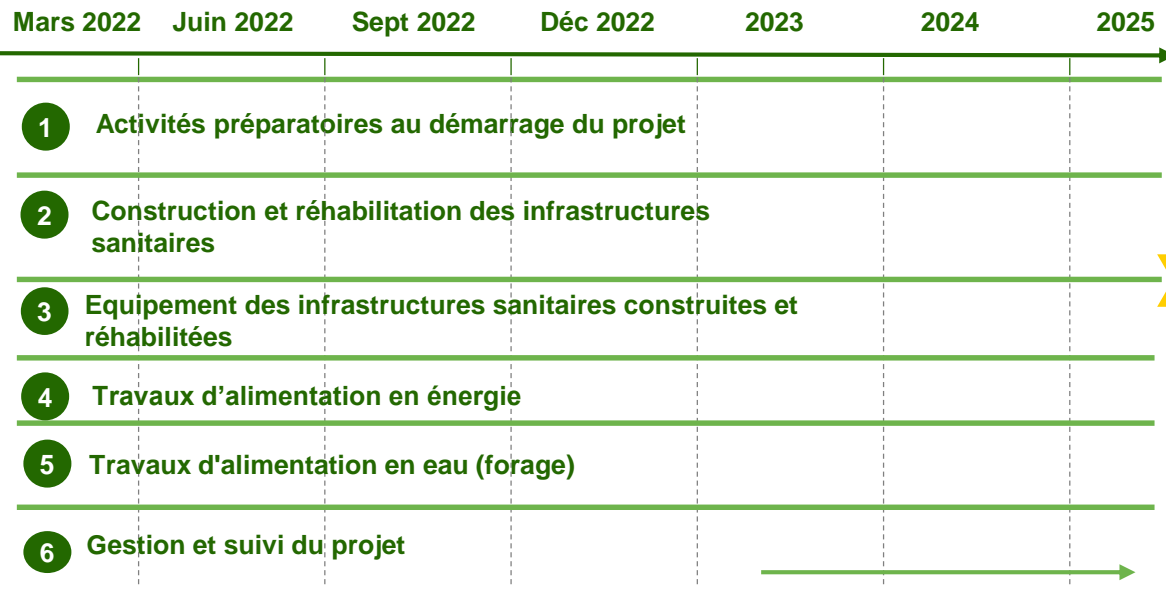 Mars 2022 Juin 2022 Sept 2022 Déc 2022 2023 2024 2025
1 Activités préparatoires au démarrage du projet
2 Construction et réhabilitation des infrastructures
sanitaires
3 Equipement des infrastructures sanitaires construites et
réhabilitées
4 Travaux d’alimentation en énergie
5 Travaux d'alimentation en eau (forage)
6 Gestion et suivi du projet